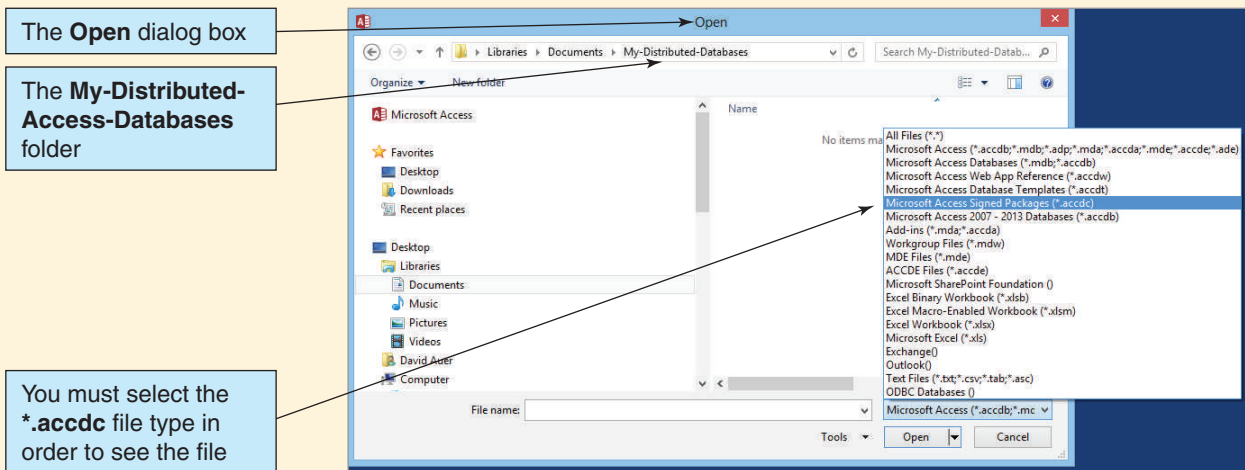 The Open dialog box
The My-Distributed-
Access-Databases
folder
You must select the
*.accdc file type in
order to see the file
Open
Libraries Documents My-Distributed-Databases
Search My-Distributed-Datab...
Organize New folder
Microsoft Access
Favorites
Desktop
Downloads
Recent places
Desktop
Libraries
Documents
Music
Pictures
Videos
David Auer
Computer
Name
No items ma
All Files (*.*)
Microsoft Access (*.accdb;*.mdb;*.adp;*.mda;*.accda;*.mde;*.accde;*.ade)
Microsoft Access Databases (*.mdb;*.accdb)
Microsoft Access Web App Reference (*.accdw)
Microsoft Access Database Templates (*.accdt)
Microsoft Access Signed Packages (*.accdc)
Microsoft Access 2007 - 2013 Databases (*.accdb)
Add-ins (*.mda;*.accda)
Workgroup Files (*.mdw)
MDE Files (*.mde)
ACCDE Files (*.accde)
Microsoft SharePoint Foundation ()
Excel Binary Workbook (*.xlsb)
Excel Macro-Enabled Workbook (*.xlsm)
Excel Workbook (*.xlsx)
Microsoft Excel (*.xls)
Exchange()
Outlook()
Text Files (*.txt;*.csv;*.tab;*.asc)
ODBC Databases ()
File name:
Microsoft Access (*.accdb;*.mc
Tools Open Cancel